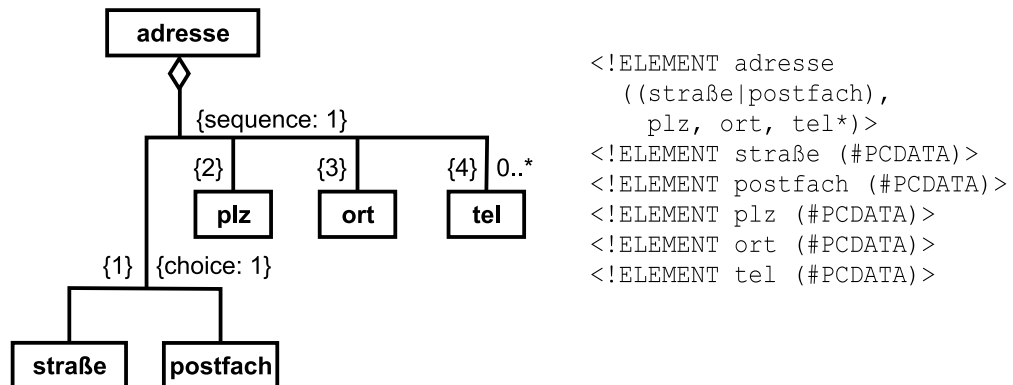 adresse
{sequence: 1}
{2} {3} {4} 0..*
plz ort tel
{1} {choice: 1}
straße postfach
<!ELEMENT adresse
((straße|postfach),
plz, ort, tel*)>
<!ELEMENT straße (#PCDATA)>
<!ELEMENT postfach (#PCDATA)>
<!ELEMENT plz (#PCDATA)>
<!ELEMENT ort (#PCDATA)>
<!ELEMENT tel (#PCDATA)>